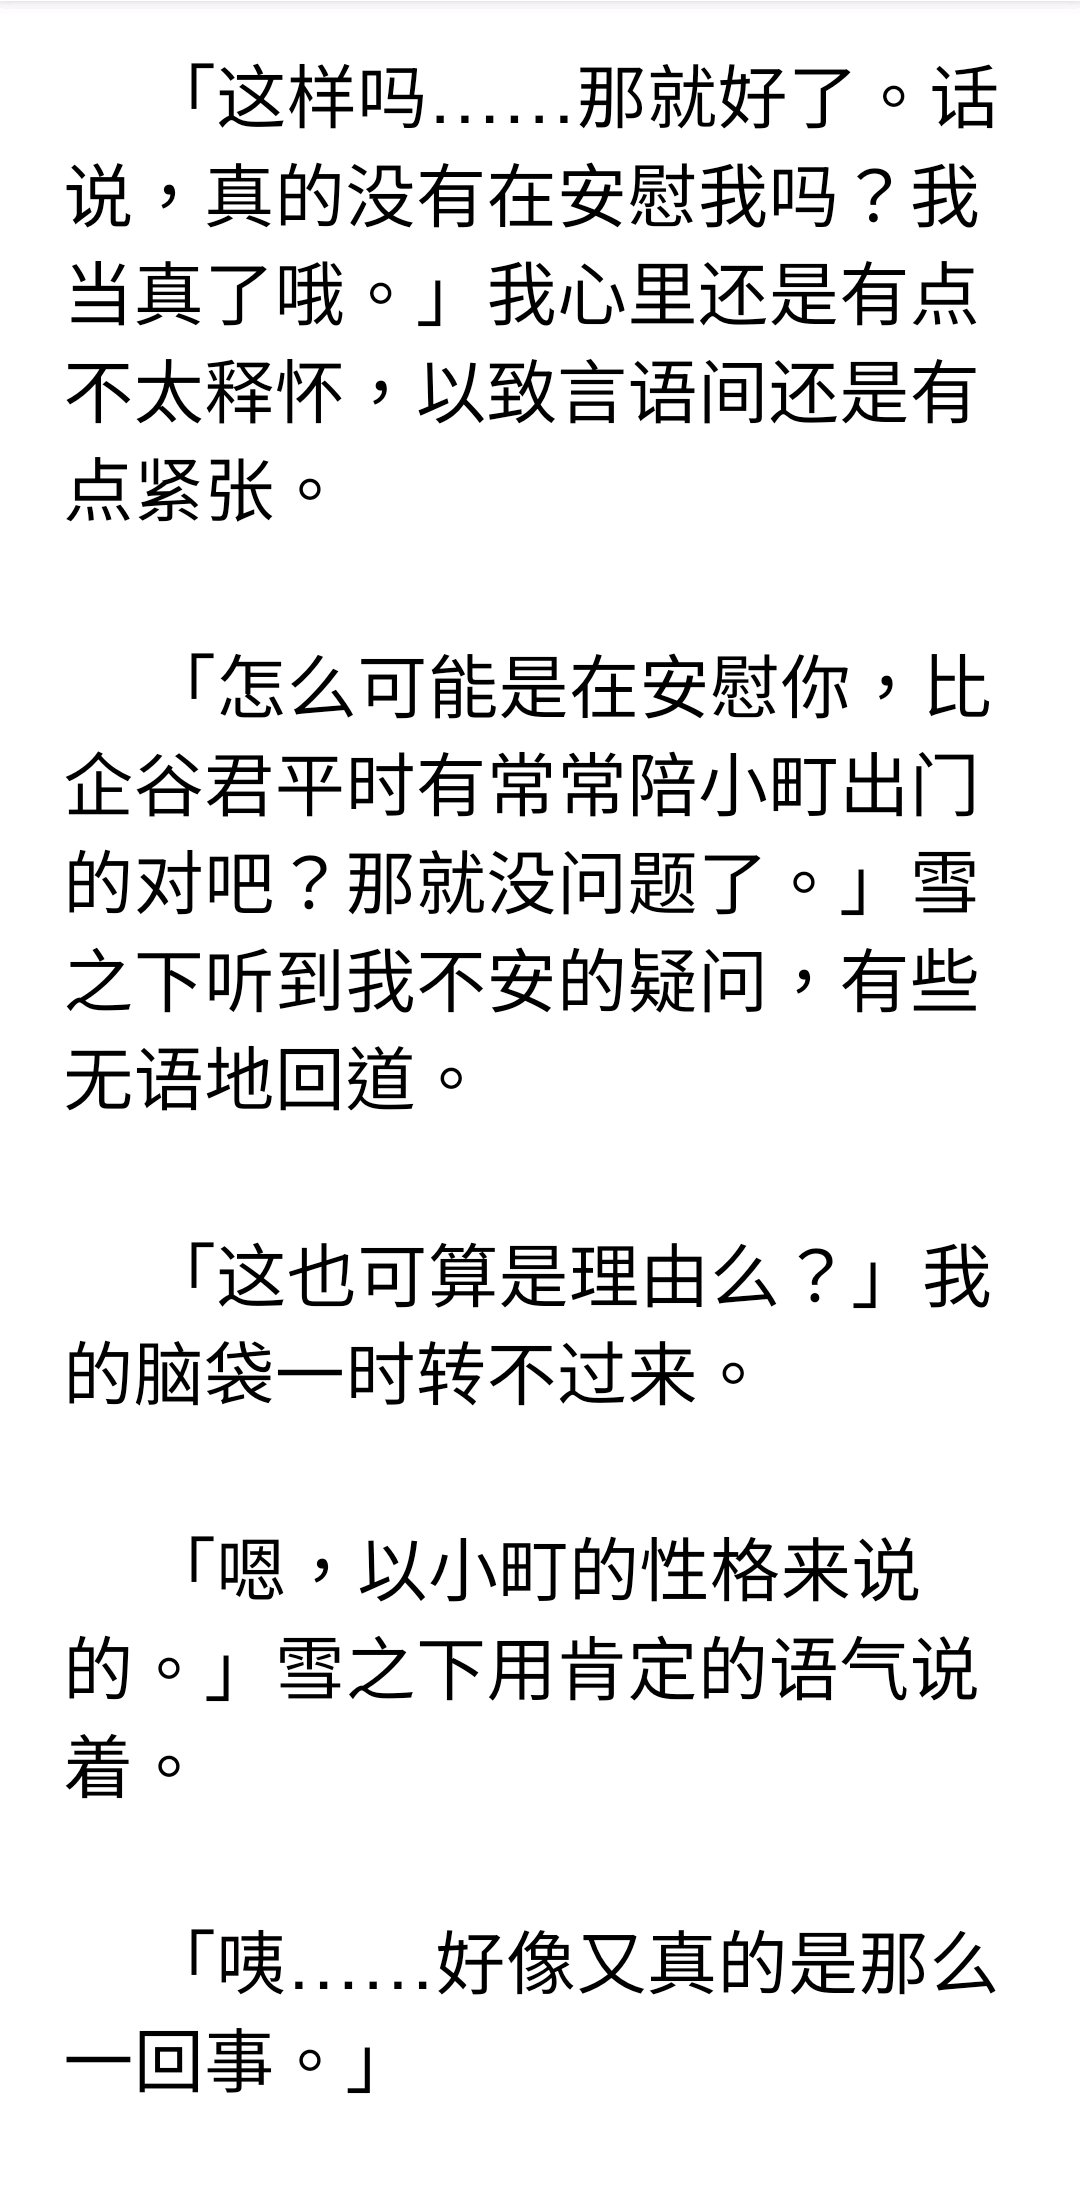 「这样吗……那就好了。话
说，真的没有在安慰我吗？我
当真了哦。」我心里还是有点
不太释怀，以致言语间还是有
点紧张。
「怎么可能是在安慰你，比
企谷君平时有常常陪小町出门
的对吧？那就没问题了。」雪
之下听到我不安的疑问，有些
无语地回道。
「这也可算是理由么？」我
的脑袋一时转不过来。
「嗯，以小町的性格来说
的。」雪之下用肯定的语气说
着。
「咦……好像又真的是那么
一回事。」